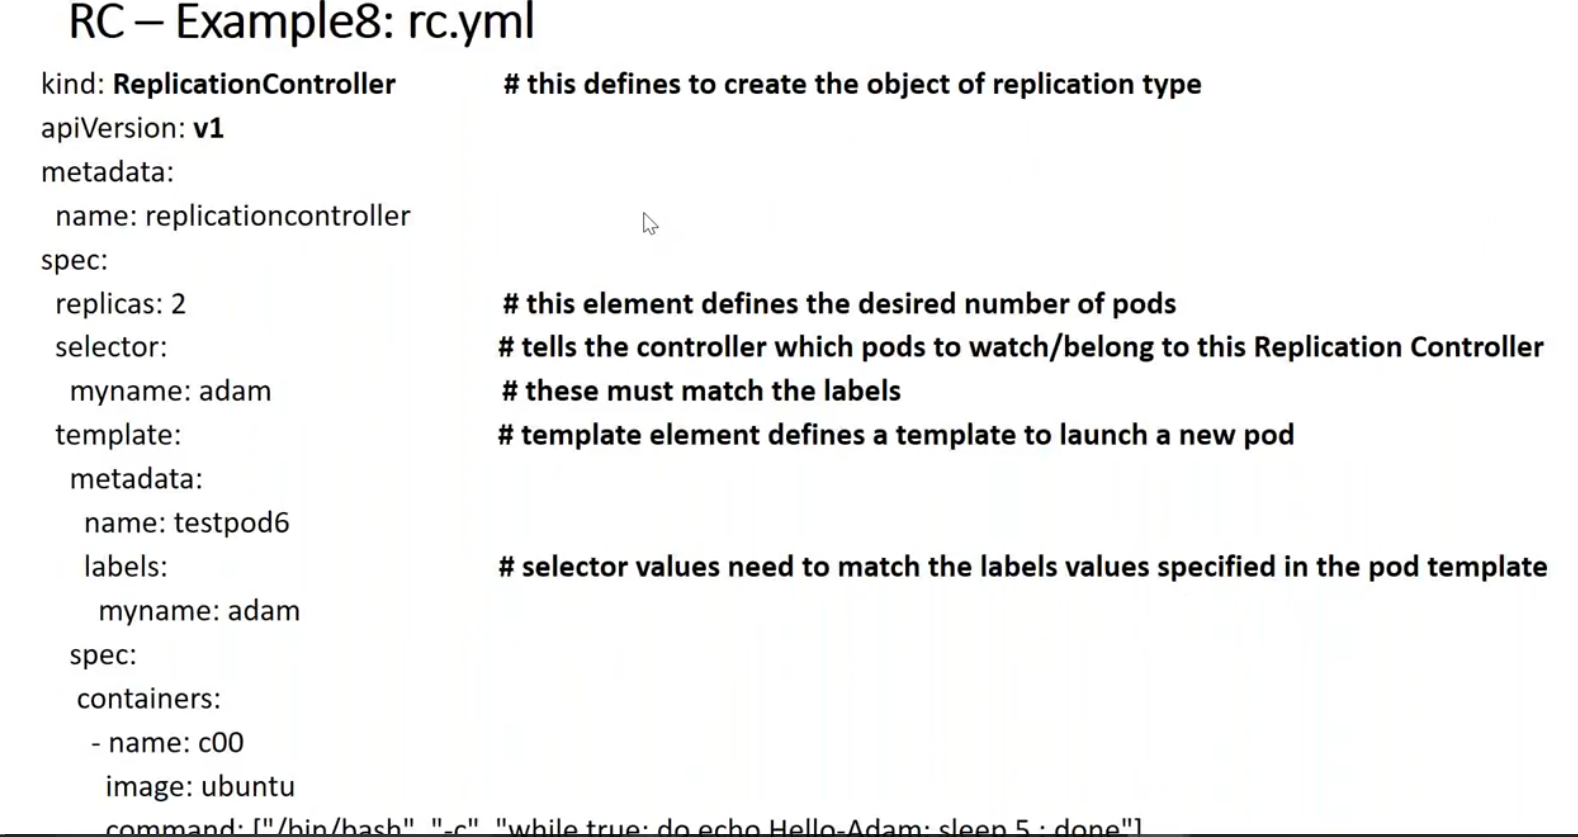 RC – Example8: rc.yml
kind: ReplicationController # this defines to create the object of replication type
apiVersion: v1
metadata:
name: replicationcontroller
spec:
replicas: 2 # this element defines the desired number of pods
selector: # tells the controller which pods to watch/belong to this Replication Controller
myname: adam # these must match the labels
template: # template element defines a template to launch a new pod
metadata:
name: testpod6
labels: # selector values need to match the labels values specified in the pod template
myname: adam
spec:
containers:
- name: c00
image: ubuntu
command: ["/bin/bash", "-c", "while true; do echo Hello-Adam; sleep 5 ; done"]